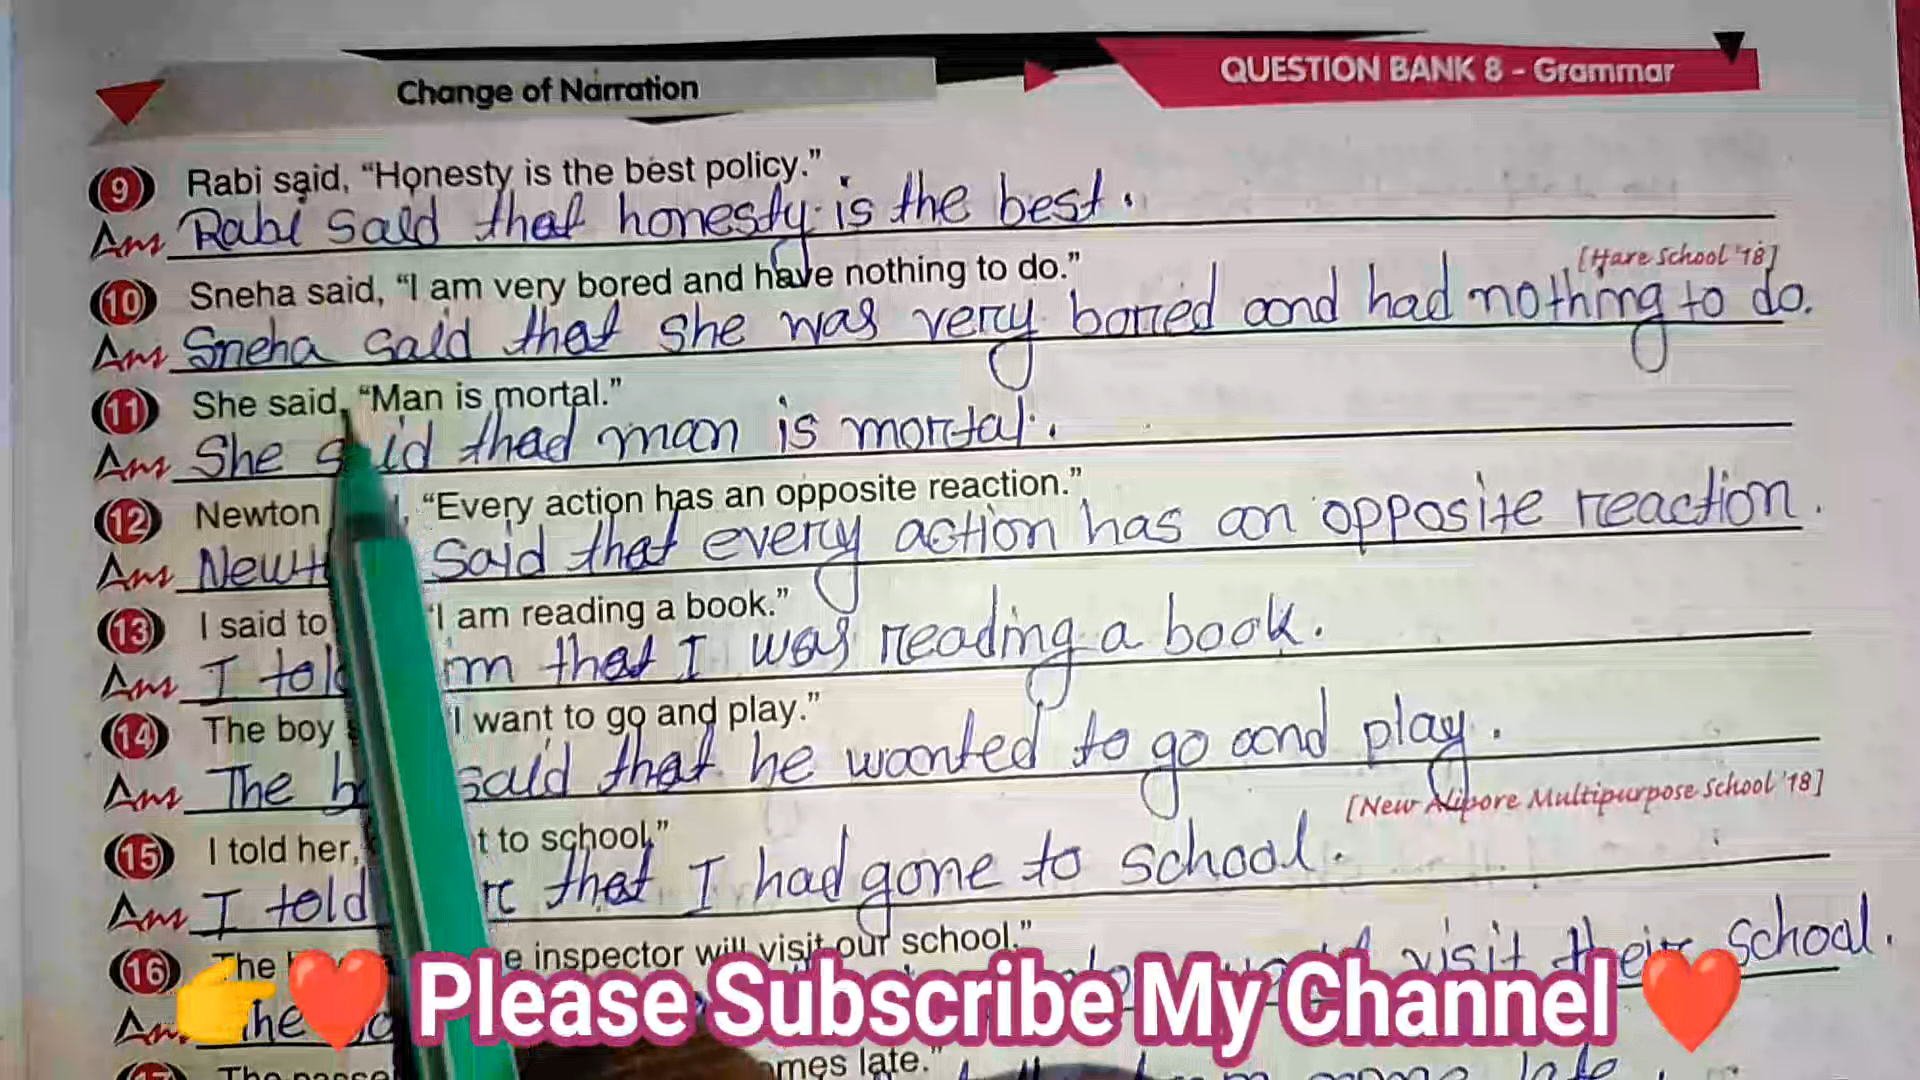 Change of Narration
QUESTION BANK 8 - Grammar
9 Rabi said, “Honesty is the best policy.”
Ans Rabi said that honesty is the best.
[Hare School '18]
10 Sneha said, “I am very bored and have nothing to do.”
Ans Sneha said that she was very borred and had nothing to do.
11 She said, “Man is mortal.”
Ans She said that man is mortal.
12 Newton “Every action has an opposite reaction.”
Ans said that every action has an opposite reaction.
13 I said to “I am reading a book.”
Ans I that I was reading a book.
14 The boy I want to go and play.”
Ans The said that he wanted to go and play.
[New Alipore Multipurpose School '18]
15 I told her, to school.”
Ans I told that I had gone to school.
16 The inspector will visit our school.”
Ans The visit their school.
👉❤️ Please Subscribe My Channel ❤️
late.”
late.